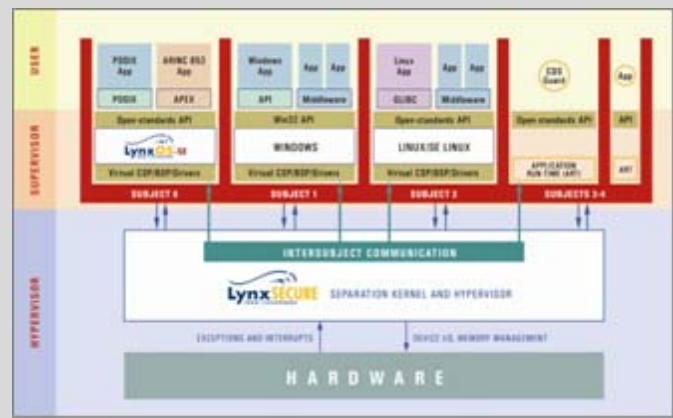 USER
POSIX App
ARINC 653 App
Windows App
App
App
Linux App
App
App
CDS Guard
App
POSIX
APEX
API
Middleware
GLIBC
Middleware
SUPERVISOR
Open-standards API
Win32 API
Open-standards API
Open-standards API
API
LynxOS-SE
WINDOWS
LINUX/SE LINUX
APPLICATION RUN TIME (ART)
ART
Virtual CSP/BSP/Drivers
Virtual CSP/BSP/Drivers
Virtual CSP/BSP/Drivers
SUBJECT 0
SUBJECT 1
SUBJECT 2
SUBJECTS 3-4
HYPERVISOR
INTERSUBJECT COMMUNICATION
LynxSECURE SEPARATION KERNEL AND HYPERVISOR
EXCEPTIONS AND INTERRUPTS
DEVICE I/O, MEMORY MANAGEMENT
HARDWARE